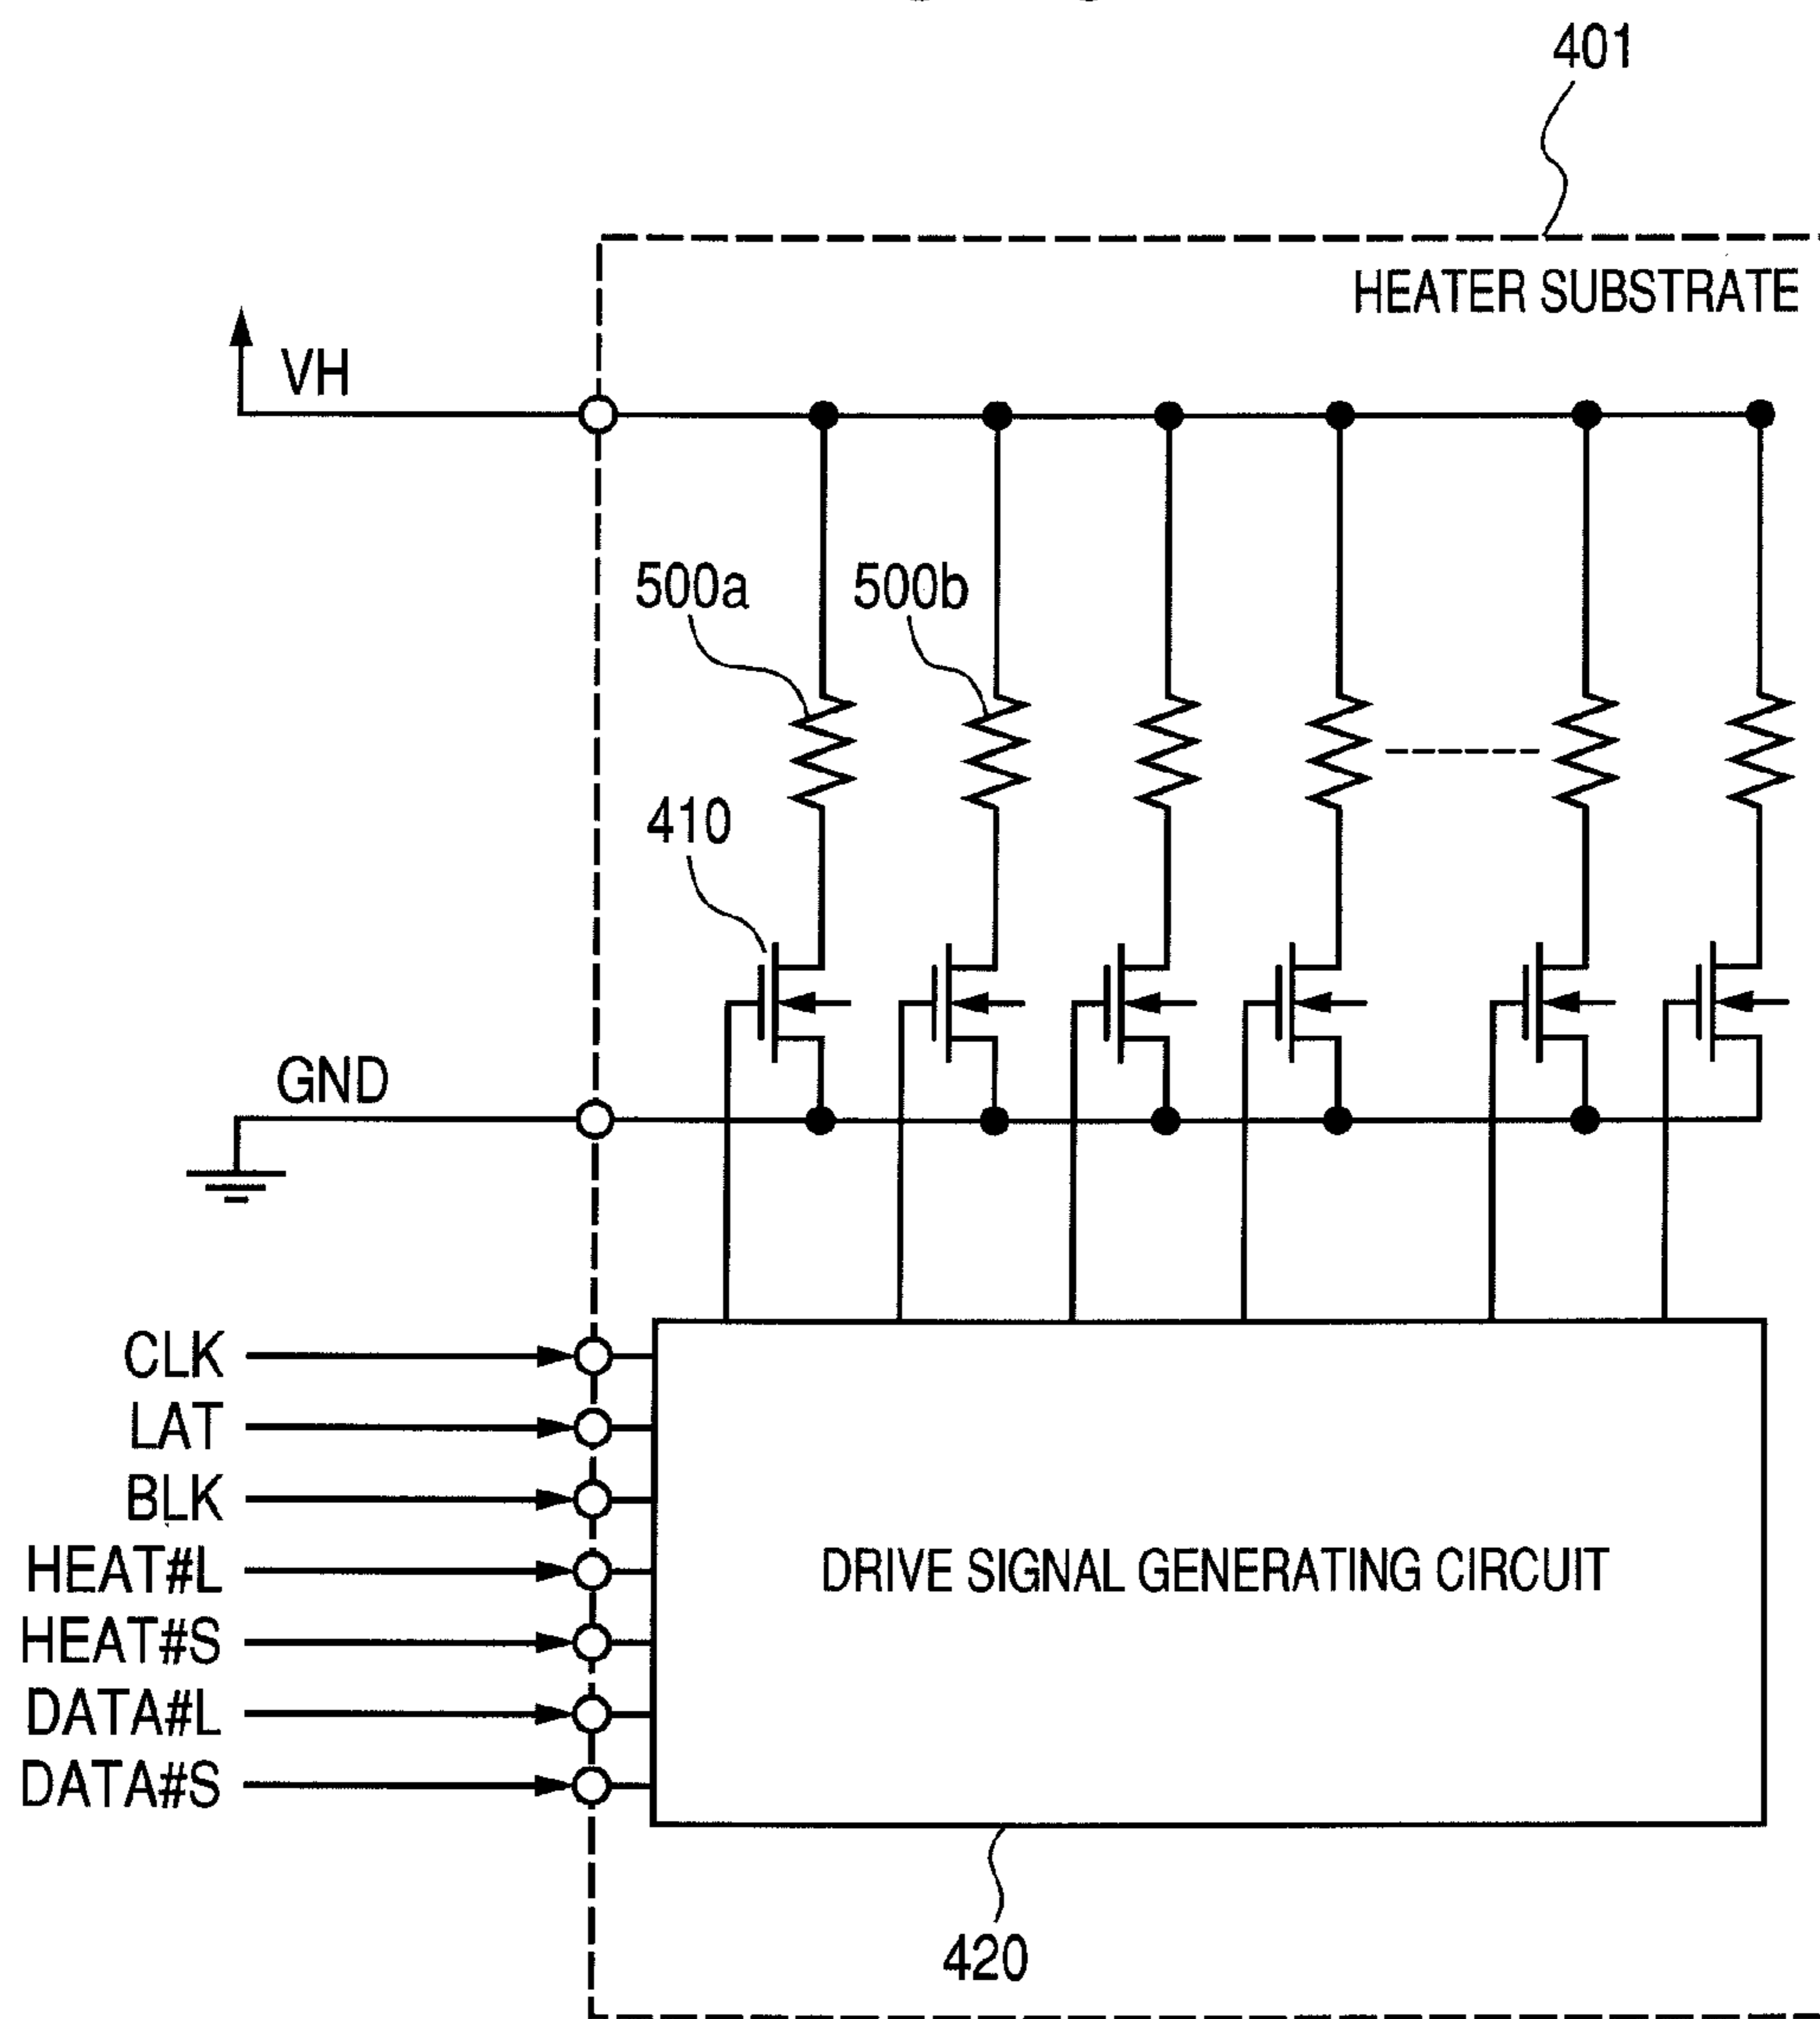 401
HEATER SUBSTRATE
VH
500a
500b
410
GND
CLK
LAT
BLK
HEAT#L
HEAT#S
DATA#L
DATA#S
DRIVE SIGNAL GENERATING CIRCUIT
420